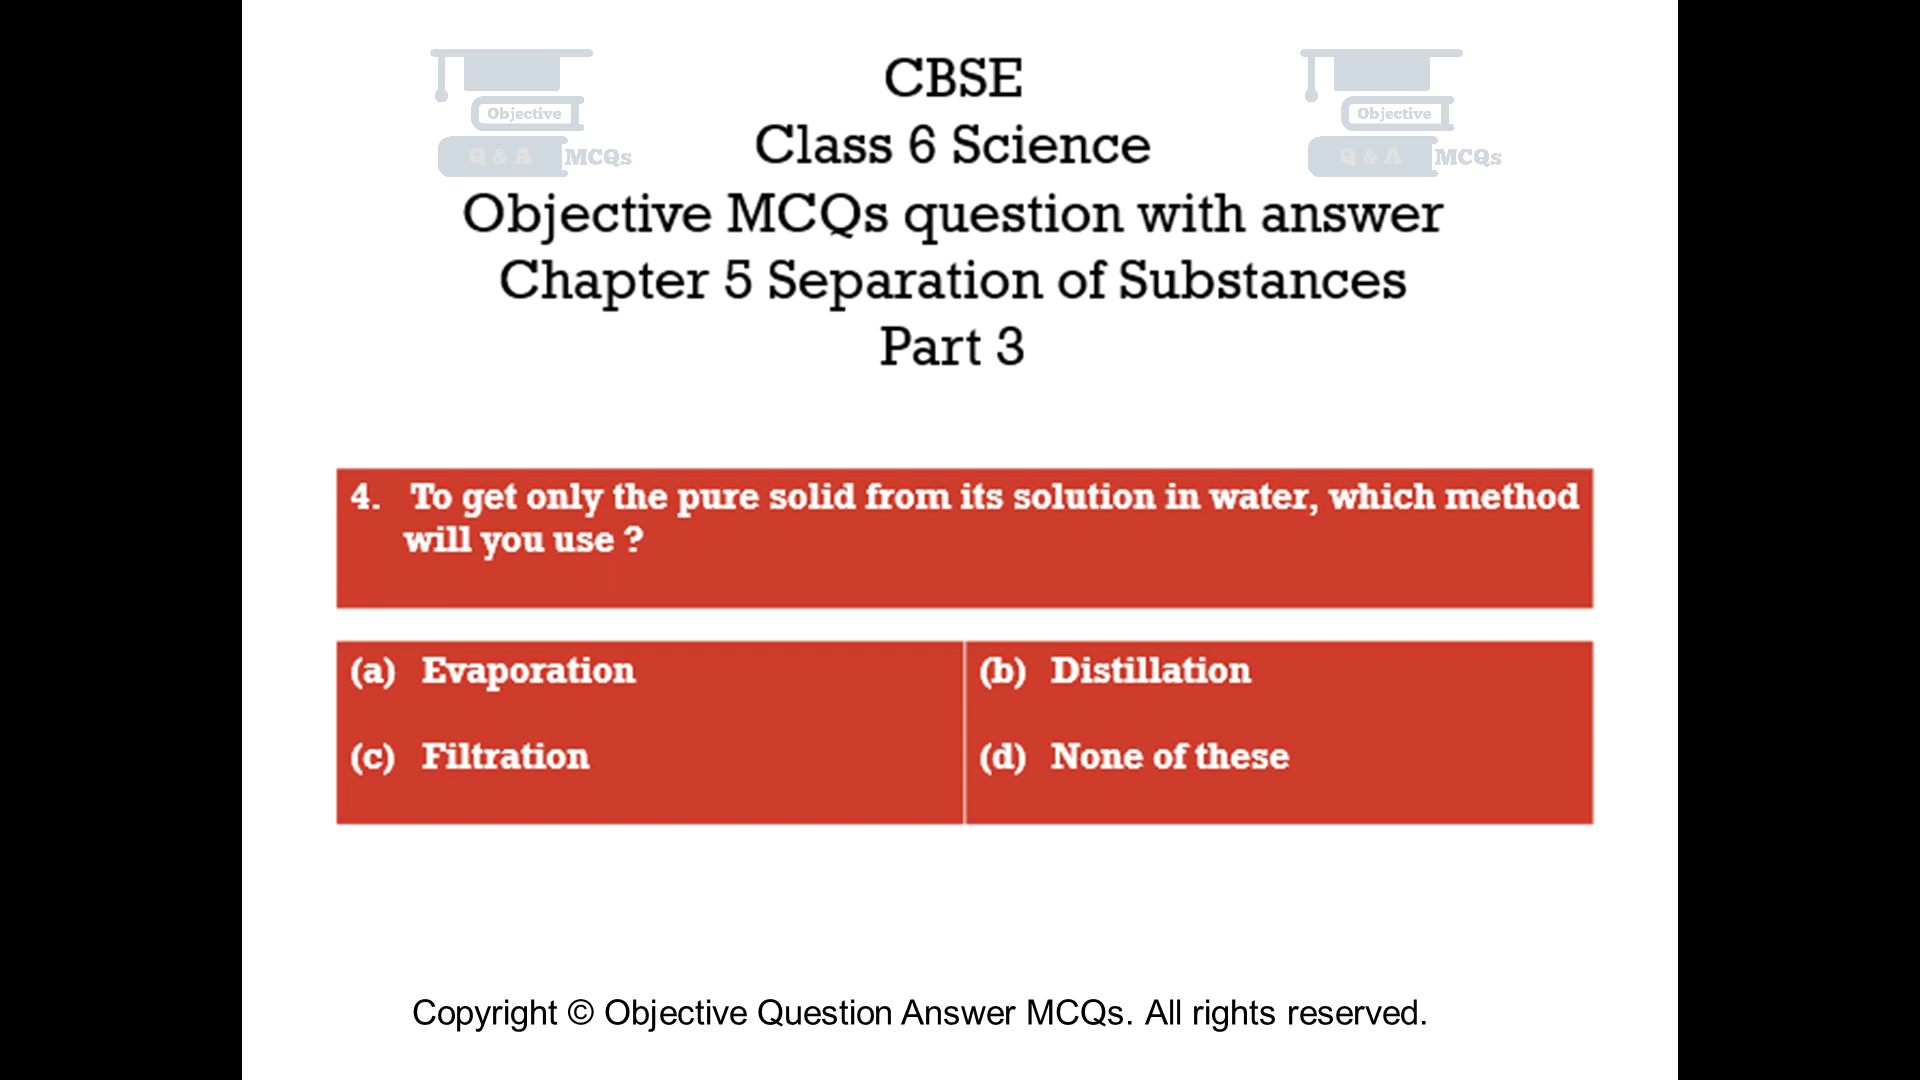 CBSE
Class 6 Science
Objective MCQs question with answer
Chapter 5 Separation of Substances
Part 3
Objective
Q & A MCQs
Objective
Q & A MCQs
4. To get only the pure solid from its solution in water, which method
will you use ?
(a) Evaporation
(b) Distillation
(c) Filtration
(d) None of these
Copyright © Objective Question Answer MCQs. All rights reserved.